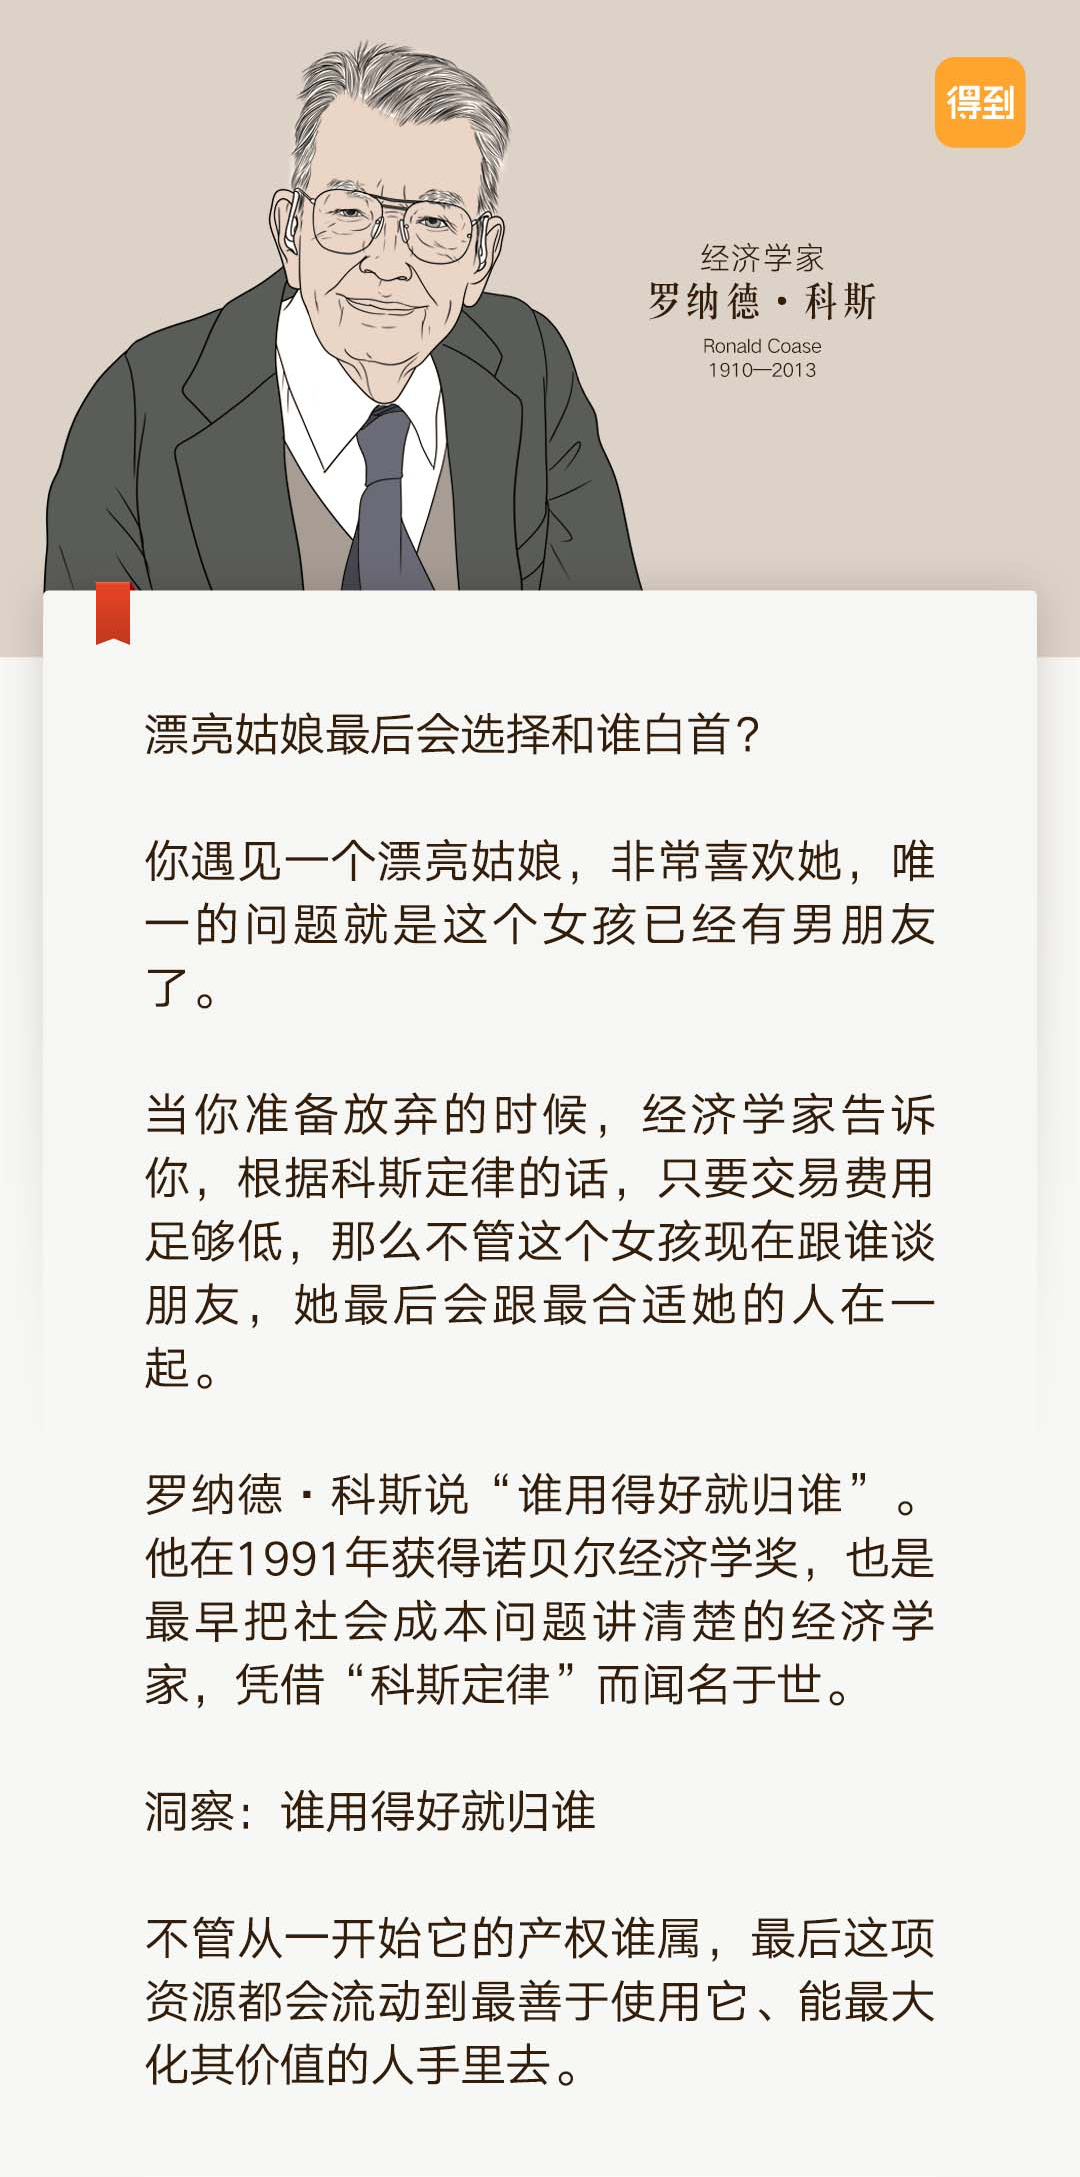 得到
经济学家
罗纳德·科斯
Ronald Coase
1910—2013
漂亮姑娘最后会选择和谁白首？
你遇见一个漂亮姑娘，非常喜欢她，唯
一的问题就是这个女孩已经有男朋友
了。
当你准备放弃的时候，经济学家告诉
你，根据科斯定律的话，只要交易费用
足够低，那么不管这个女孩现在跟谁谈
朋友，她最后会跟最合适她的人在一
起。
罗纳德·科斯说“谁用得好就归谁”。
他在1991年获得诺贝尔经济学奖，也是
最早把社会成本问题讲清楚的经济学
家，凭借“科斯定律”而闻名于世。
洞察：谁用得好就归谁
不管从一开始它的产权谁属，最后这项
资源都会流动到最善于使用它、能最大
化其价值的人手里去。